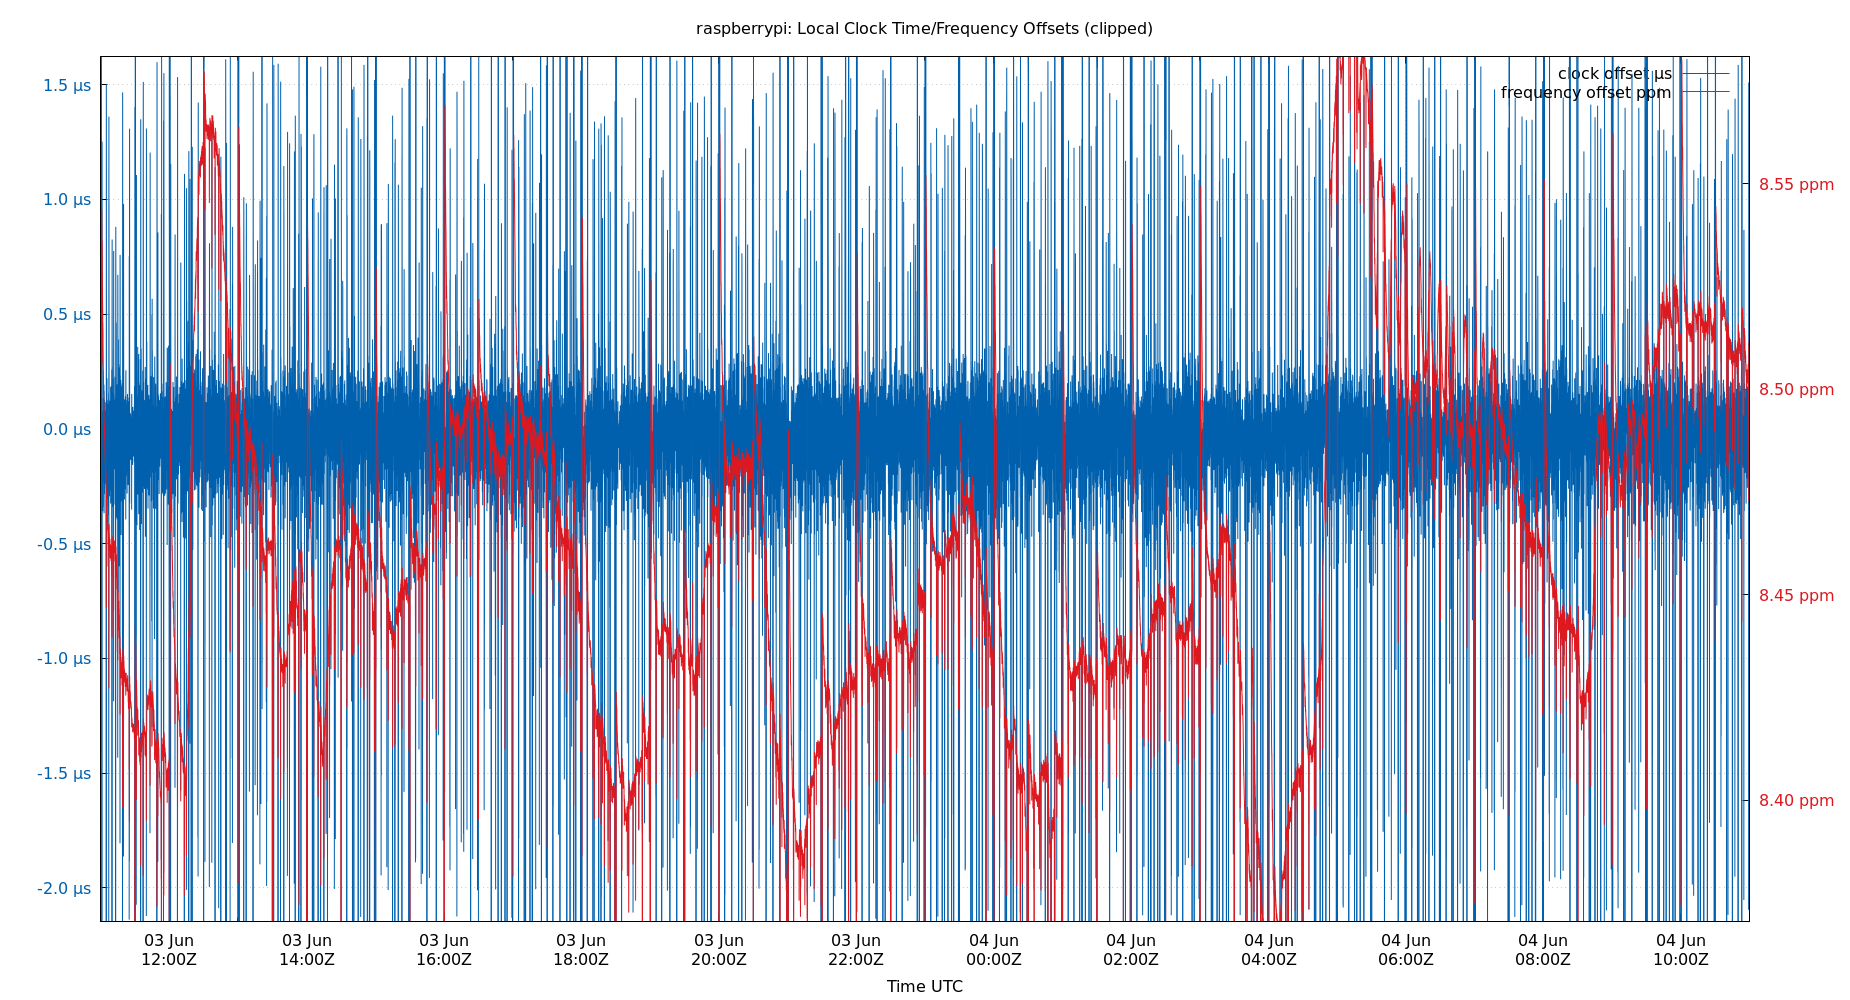 raspberrypi: Local Clock Time/Frequency Offsets (clipped)
clock offset µs
frequency offset ppm
1.5 µs
1.0 µs
0.5 µs
0.0 µs
-0.5 µs
-1.0 µs
-1.5 µs
-2.0 µs
8.55 ppm
8.50 ppm
8.45 ppm
8.40 ppm
03 Jun 03 Jun 03 Jun 03 Jun 03 Jun 03 Jun 04 Jun 04 Jun 04 Jun 04 Jun 04 Jun 04 Jun
12:00Z 14:00Z 16:00Z 18:00Z 20:00Z 22:00Z 00:00Z 02:00Z 04:00Z 06:00Z 08:00Z 10:00Z
Time UTC